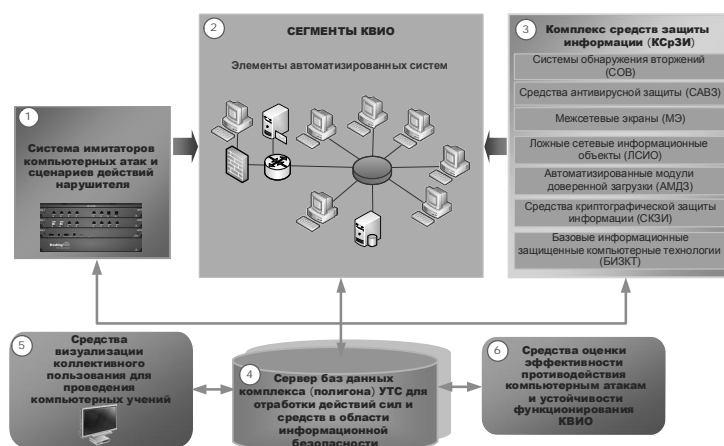 1
Система имитаторов
компьютерных атак и
сценариев действий
нарушителя
2
СЕГМЕНТЫ КВИО
Элементы автоматизированных систем
3
Комплекс средств защиты
информации (КСрЗИ)
Системы обнаружения вторжений
(СОВ)
Средства антивирусной защиты (САВЗ)
Межсетевые экраны (МЭ)
Ложные сетевые информационные
объекты (ЛСИО)
Автоматизированные модули
доверенной загрузки (АМДЗ)
Средства криптографической защиты
информации (СКЗИ)
Базовые информационные
защищенные компьютерные технологии
(БИЗКТ)
5
Средства
визуализации
коллективного
пользования для
проведения
компьютерных учений
4
Сервер баз данных
комплекса (полигона) УТС для
отработки действий сил и
средств в области
информационной
безопасности
6
Средства оценки
эффективности
противодействия
компьютерным атакам
и устойчивости
функционирования
КВИО